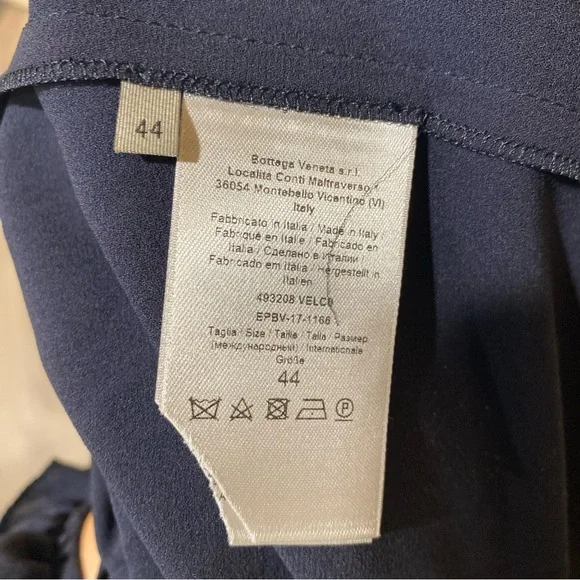 44
Bottega Veneta s.r.l.
Località Conti Maltraverso
36054 Montebello Vicentino (VI)
Italy
Fabbricato in Italia / Made in Italy /
Fabriqué en Italie / Fabricado en
Italia / Сделано в Италии
Fabricado em Itália / Hergestellt in
Italien
493208 VELC0
EPBV-17-1166
Taglia / Size / Taille / Talla / Размер
(международный) / Internationale
Größe
44
P